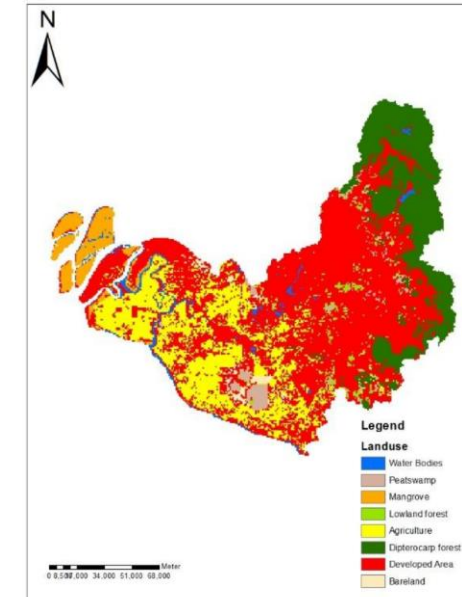 N
Legend
Landuse
Water Bodies
Peatswamp
Mangrove
Lowland forest
Agriculture
Dipterocarp forest
Developed Area
Bareland
Meter
34,000 51,000 68,000